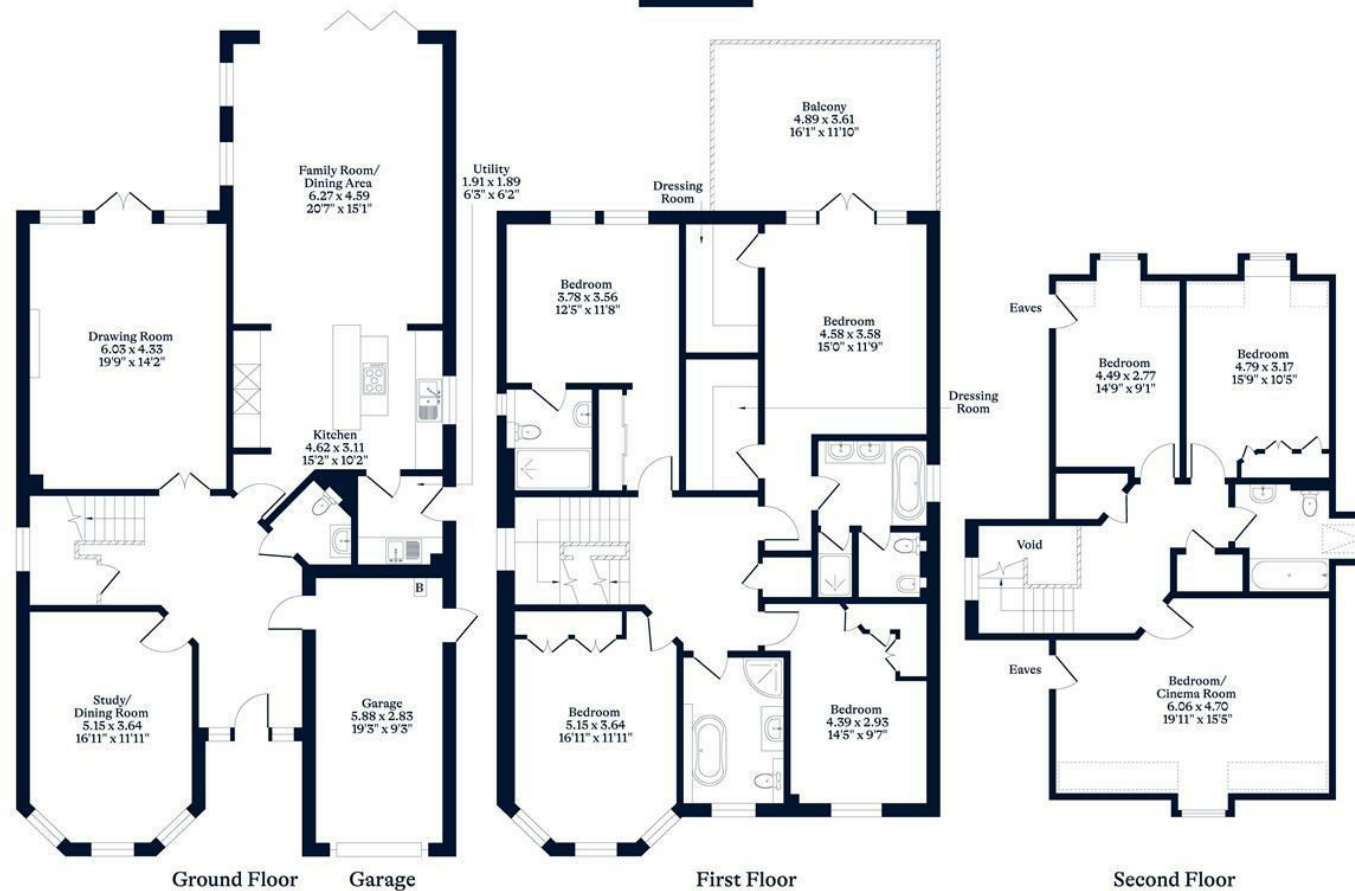 Family Room/
Dining Area
6.27 x 4.59
20'7" x 15'1"
Utility
1.91 x 1.89
6'3" x 6'2"
Drawing Room
6.03 x 4.33
19'9" x 14'2"
Kitchen
4.62 x 3.11
15'2" x 10'2"
B
Study/
Dining Room
5.15 x 3.64
16'11" x 11'11"
Garage
5.88 x 2.83
19'3" x 9'3"
Ground Floor
Garage
Balcony
4.89 x 3.61
16'1" x 11'10"
Dressing
Room
Bedroom
3.78 x 3.56
12'5" x 11'8"
Bedroom
4.58 x 3.58
15'0" x 11'9"
Dressing
Room
Bedroom
5.15 x 3.64
16'11" x 11'11"
Bedroom
4.39 x 2.93
14'5" x 9'7"
First Floor
Eaves
Bedroom
4.49 x 2.77
14'9" x 9'1"
Bedroom
4.79 x 3.17
15'9" x 10'5"
Void
Eaves
Bedroom/
Cinema Room
6.06 x 4.70
19'11" x 15'5"
Second Floor